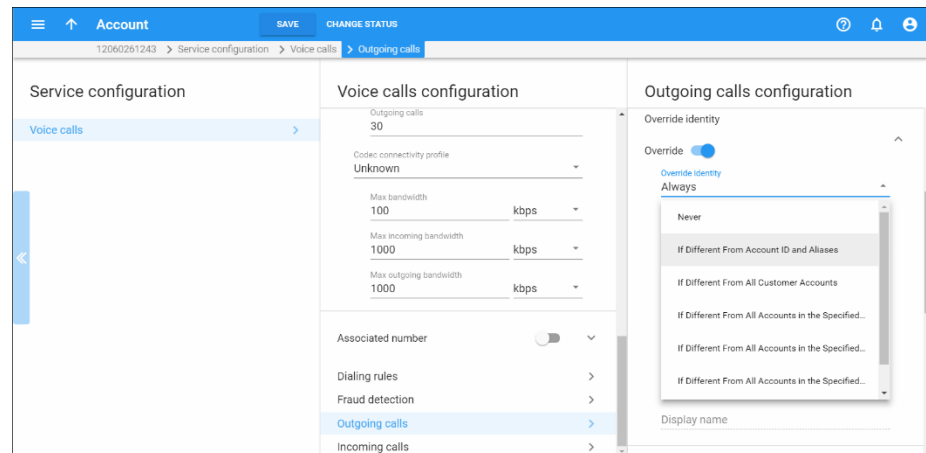 Account
SAVE
CHANGE STATUS
12060261243 > Service configuration > Voice calls > Outgoing calls
Service configuration
Voice calls
Voice calls configuration
Outgoing calls
30
Codec connectivity profile
Unknown
Max bandwidth
100 kbps
Max incoming bandwidth
1000 kbps
Max outgoing bandwidth
1000 kbps
Associated number
Dialing rules
Fraud detection
Outgoing calls
Incoming calls
Outgoing calls configuration
Override identity
Override
Override identity
Always
Never
If Different From Account ID and Aliases
If Different From All Customer Accounts
If Different From All Accounts in the Specified...
If Different From All Accounts in the Specified...
If Different From All Accounts in the Specified...
Display name